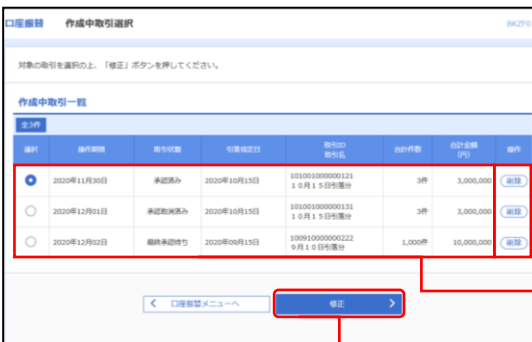 口座振替 作成中取引選択 BKZF0
対象の取引を選択の上、「修正」ボタンを押してください。
作成中取引一覧
全3件
選択 操作期限 取引状態 引落指定日 取引ID 取引名 合計件数 合計金額(円) 操作
2020年11月30日 承認済み 2020年10月15日 101001000000121 3件 3,000,000 削除
10月15日引落分
2020年12月01日 承認取消済み 2020年10月15日 101001000000131 3件 3,000,000 削除
10月15日引落分
2020年12月02日 最終承認待ち 2020年09月15日 100910000000222 1,000件 10,000,000 削除
9月10日引落分
口座振替メニューへ 修正